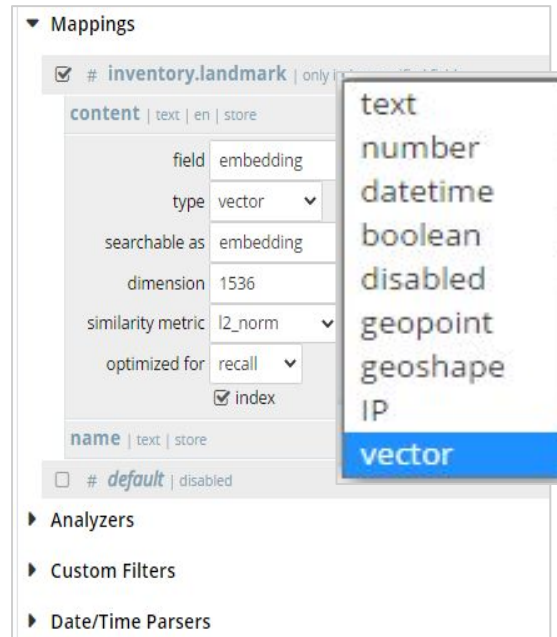 Mappings
# inventory.landmark | only
content | text | en | store
field embedding
type vector
searchable as embedding
dimension 1536
similarity metric l2_norm
optimized for recall
index
name | text | store
# default | disabled
Analyzers
Custom Filters
Date/Time Parsers
text
number
datetime
boolean
disabled
geopoint
geoshape
IP
vector